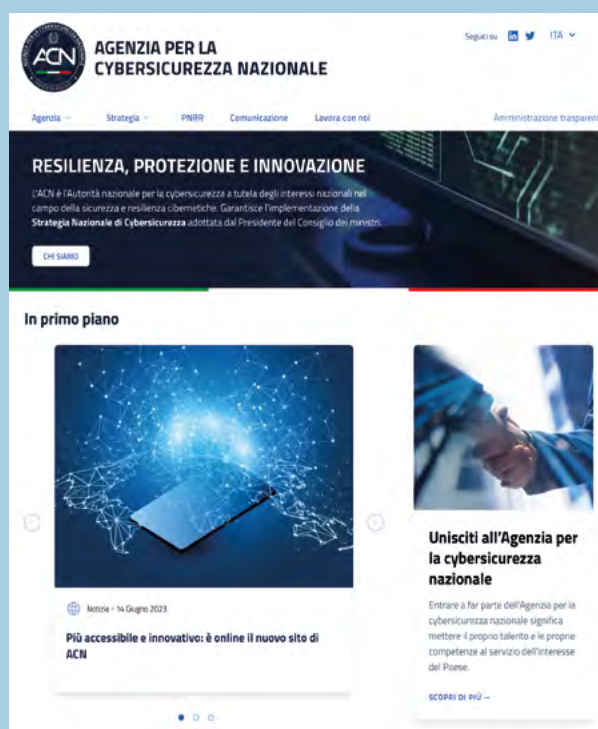 ACN
AGENZIA PER LA
CYBERSICUREZZA NAZIONALE
Seguici su
ITA
Agenzia
Strategia
PNRR
Comunicazione
Lavora con noi
Amministrazione trasparent
RESILIENZA, PROTEZIONE E INNOVAZIONE
L'ACN è l'Autorità nazionale per la cybersicurezza a tutela degli interessi nazionali nel
campo della sicurezza e resilienza cibernetiche. Garantisce l'implementazione della
Strategia Nazionale di Cybersicurezza adottata dal Presidente del Consiglio dei ministri.
CHI SIAMO
In primo piano
Notizia - 14 Giugno 2023
Più accessibile e innovativo: è online il nuovo sito di
ACN
Unisciti all'Agenzia per
la cybersicurezza
nazionale
Entrare a far parte dell'Agenzia per la
cybersicurezza nazionale significa
mettere il proprio talento e le proprie
competenze al servizio dell'interesse
del Paese.
SCOPRI DI PIÙ →